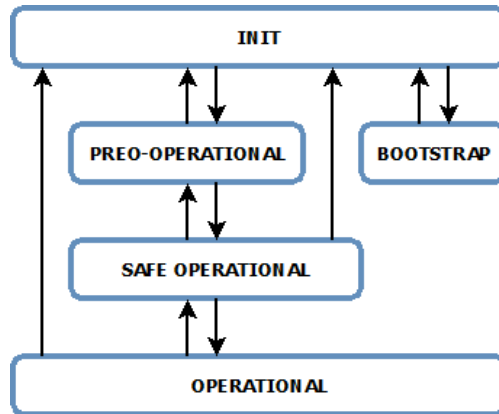 INIT
PREO-OPERATIONAL
BOOTSTRAP
SAFE OPERATIONAL
OPERATIONAL